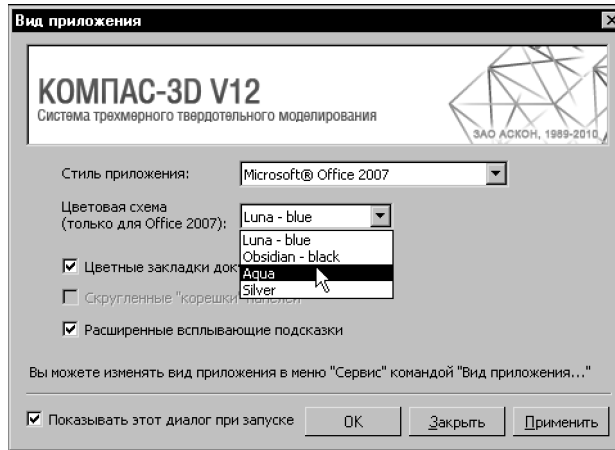 Вид приложения
КОМПАС-3D V12
Система трехмерного твердотельного моделирования
ЗАО АСКОН, 1989-2010
Стиль приложения: Microsoft® Office 2007
Цветовая схема
(только для Office 2007): Luna - blue
Luna - blue
Obsidian - black
Цветные закладки док Aqua
Скругленные "корешки" Silver
Расширенные всплывающие подсказки
Вы можете изменять вид приложения в меню "Сервис" командой "Вид приложения..."
Показывать этот диалог при запуске OK Закрыть Применить